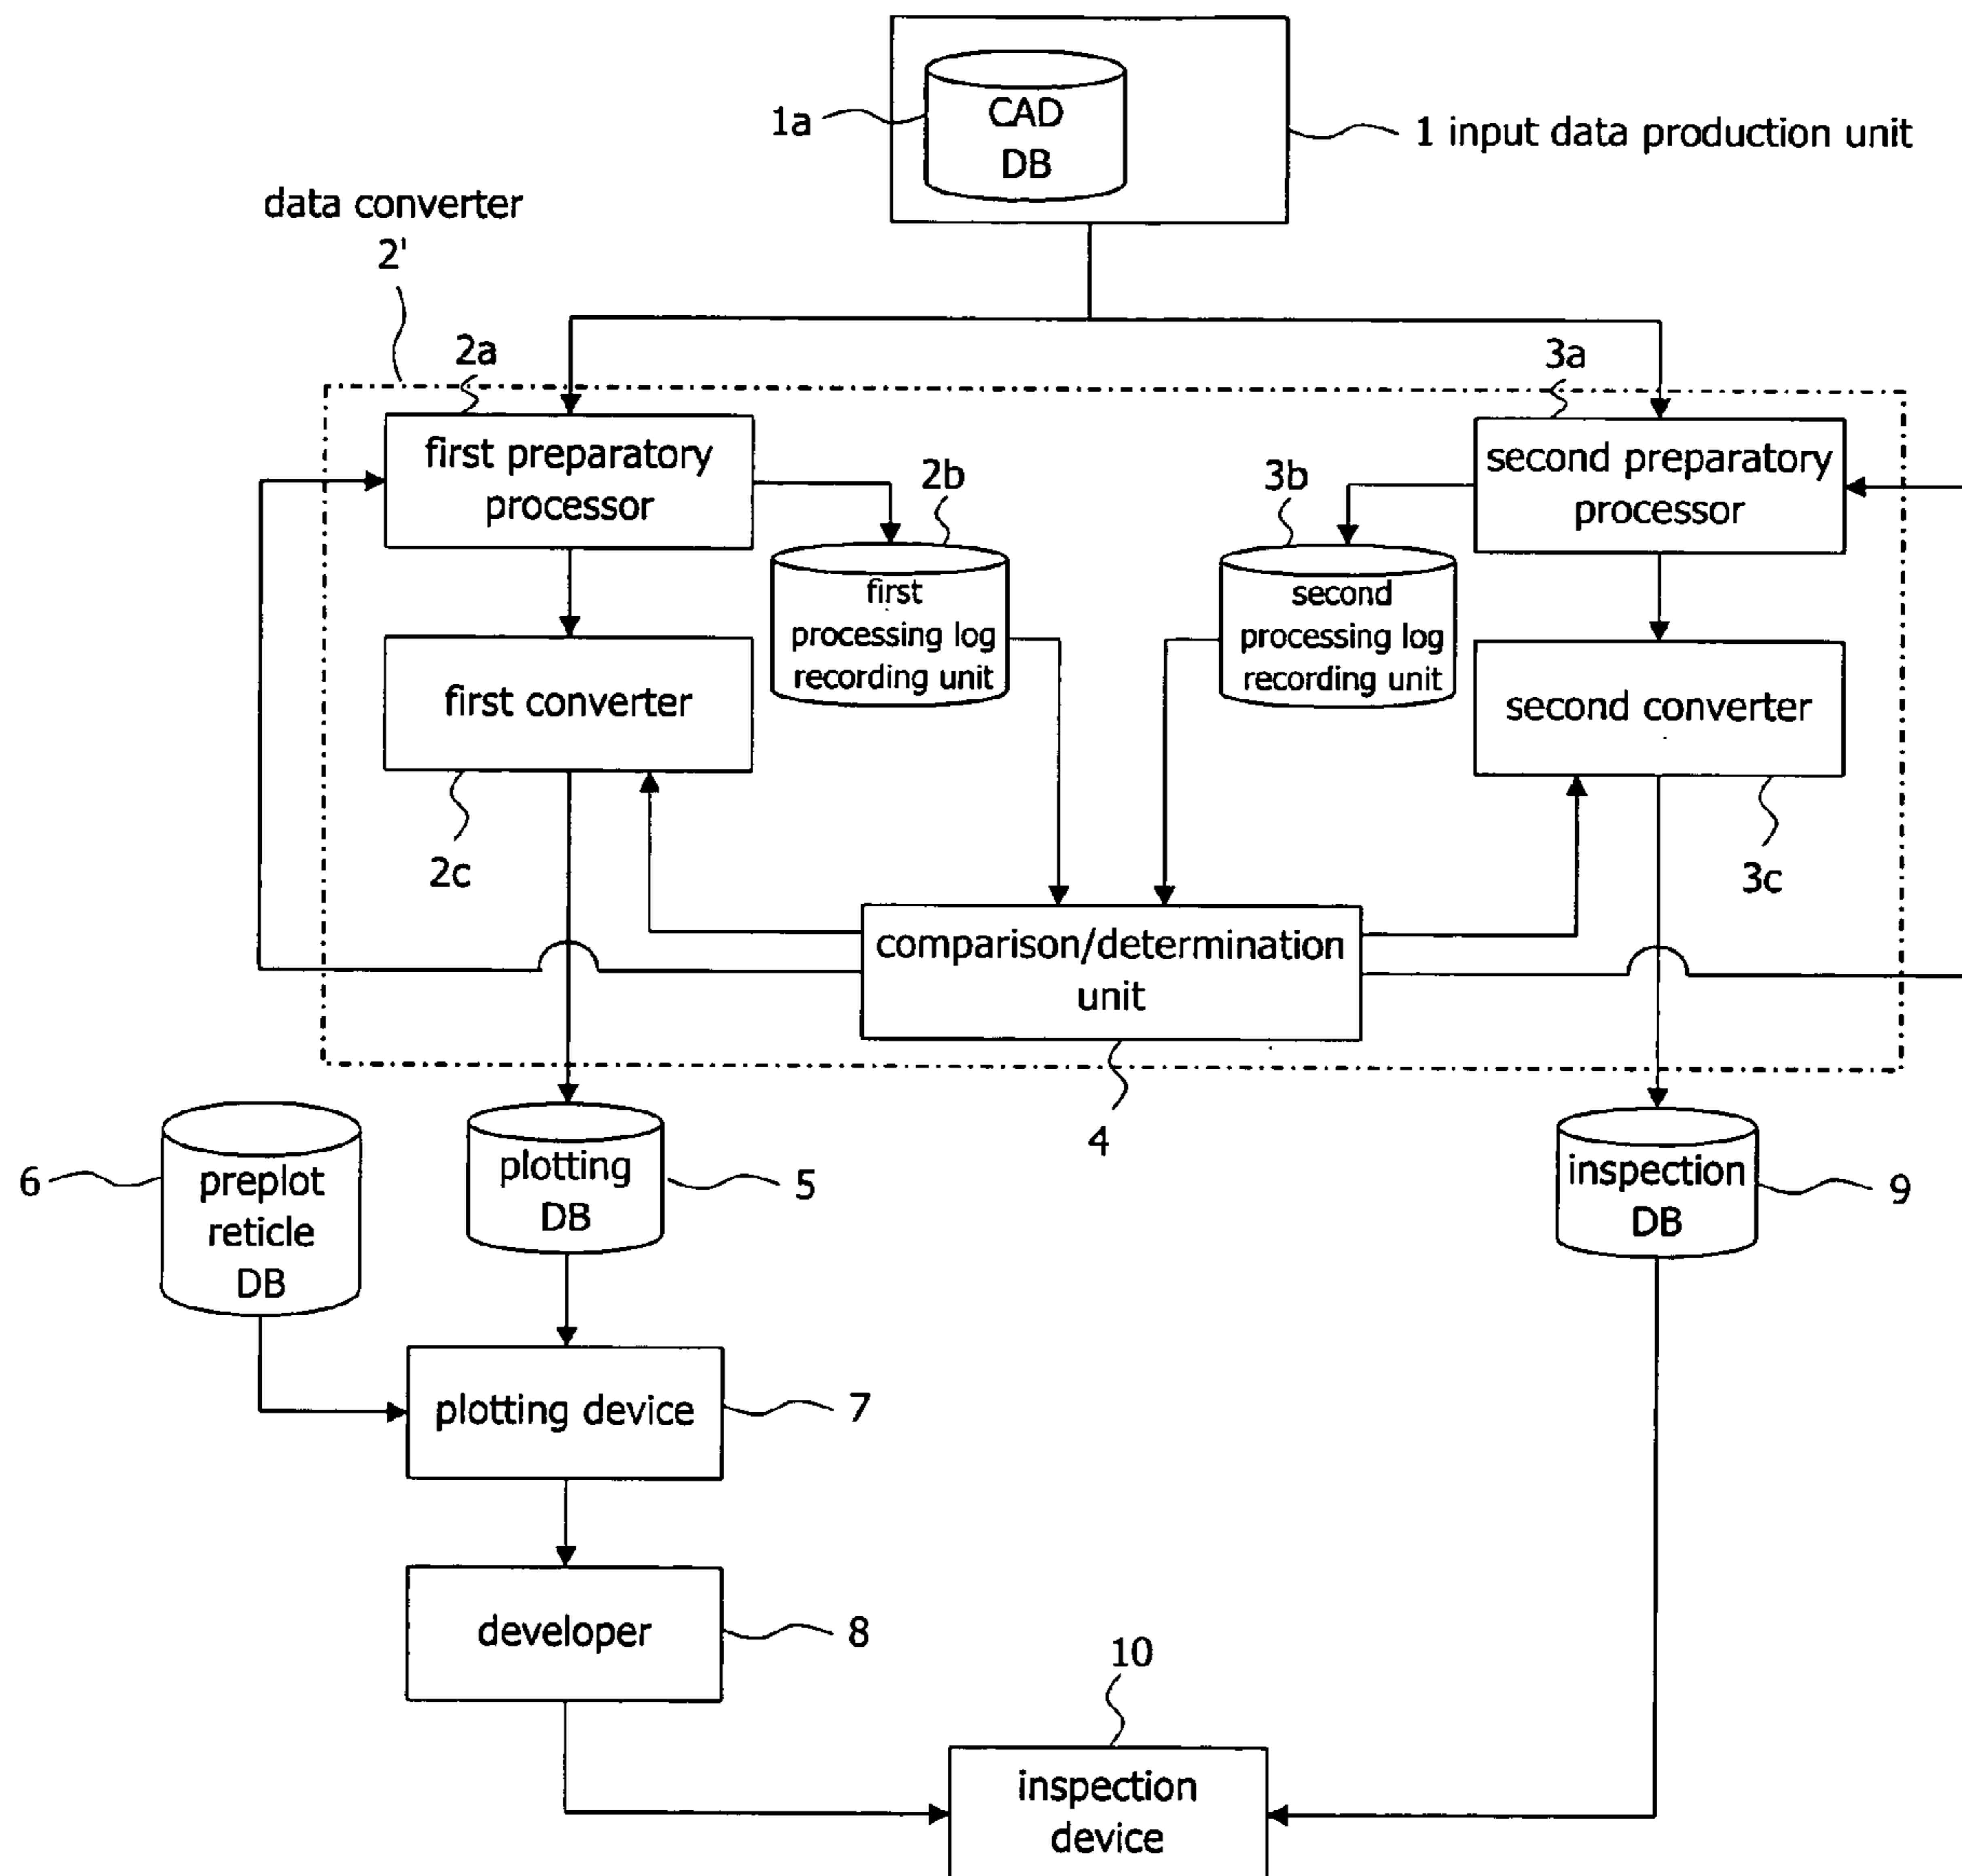 CAD
DB
1a
1 input data production unit
data converter
2'
2a
3a
first preparatory
processor
second preparatory
processor
2b
3b
first
processing log
recording unit
second
processing log
recording unit
first converter
second converter
2c
3c
comparison/determination
unit
4
6
preplot
reticle
DB
plotting
DB
5
inspection
DB
9
plotting device
7
developer
8
10
inspection
device